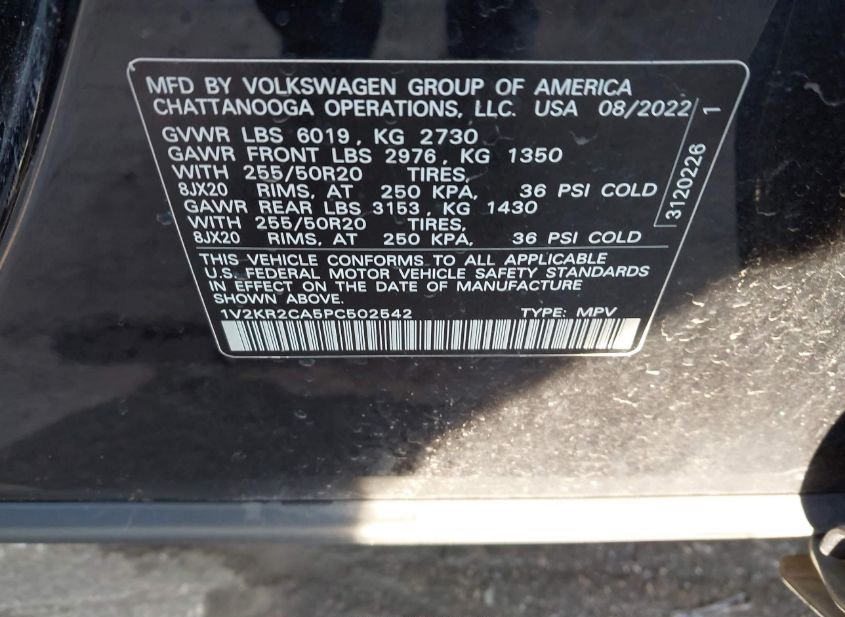 MFD BY VOLKSWAGEN GROUP OF AMERICA
CHATTANOOGA OPERATIONS, LLC. USA 08/2022
GVWR LBS 6019, KG 2730
GAWR FRONT LBS 2976, KG 1350
WITH 255/50R20 TIRES,
8JX20 RIMS, AT 250 KPA, 36 PSI COLD
GAWR REAR LBS 3153, KG 1430
WITH 255/50R20 TIRES,
8JX20 RIMS, AT 250 KPA, 36 PSI COLD
THIS VEHICLE CONFORMS TO ALL APPLICABLE
U.S. FEDERAL MOTOR VEHICLE SAFETY STANDARDS
IN EFFECT ON THE DATE OF MANUFACTURE
SHOWN ABOVE.
1V2KR2CA5PC502542 TYPE: MPV
3120226 1